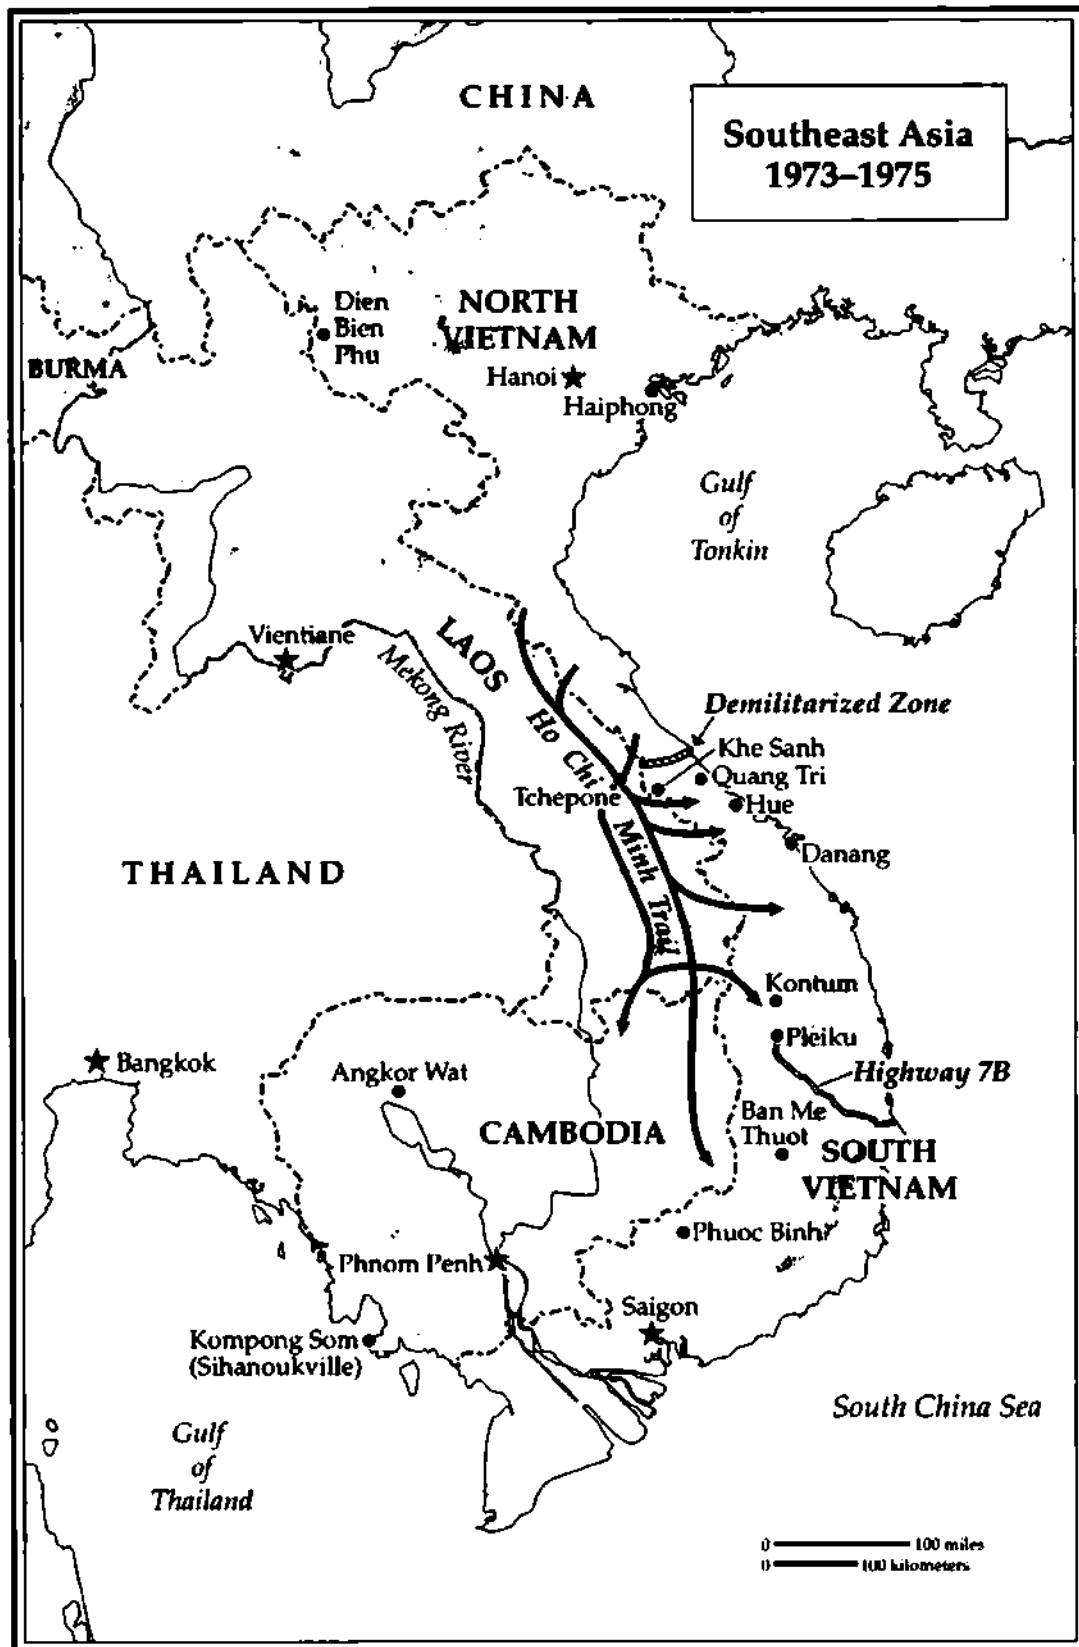 CHINA
Southeast Asia
1973–1975
Dien
Bien
Phu
NORTH
VIETNAM
BURMA
Hanoi
Haiphong
Gulf
of
Tonkin
Vientiane
LAOS
Mekong River
Demilitarized Zone
Ho Chi Minh Trail
Khe Sanh
Quang Tri
Tchepone
Hue
Danang
THAILAND
Kontum
Pleiku
Bangkok
Angkor Wat
Highway 7B
Ban Me
Thuot
CAMBODIA
SOUTH
VIETNAM
Phuoc Binh
Phnom Penh
Saigon
Kompong Som
(Sihanoukville)
South China Sea
Gulf
of
Thailand
0 100 miles
0 100 kilometers